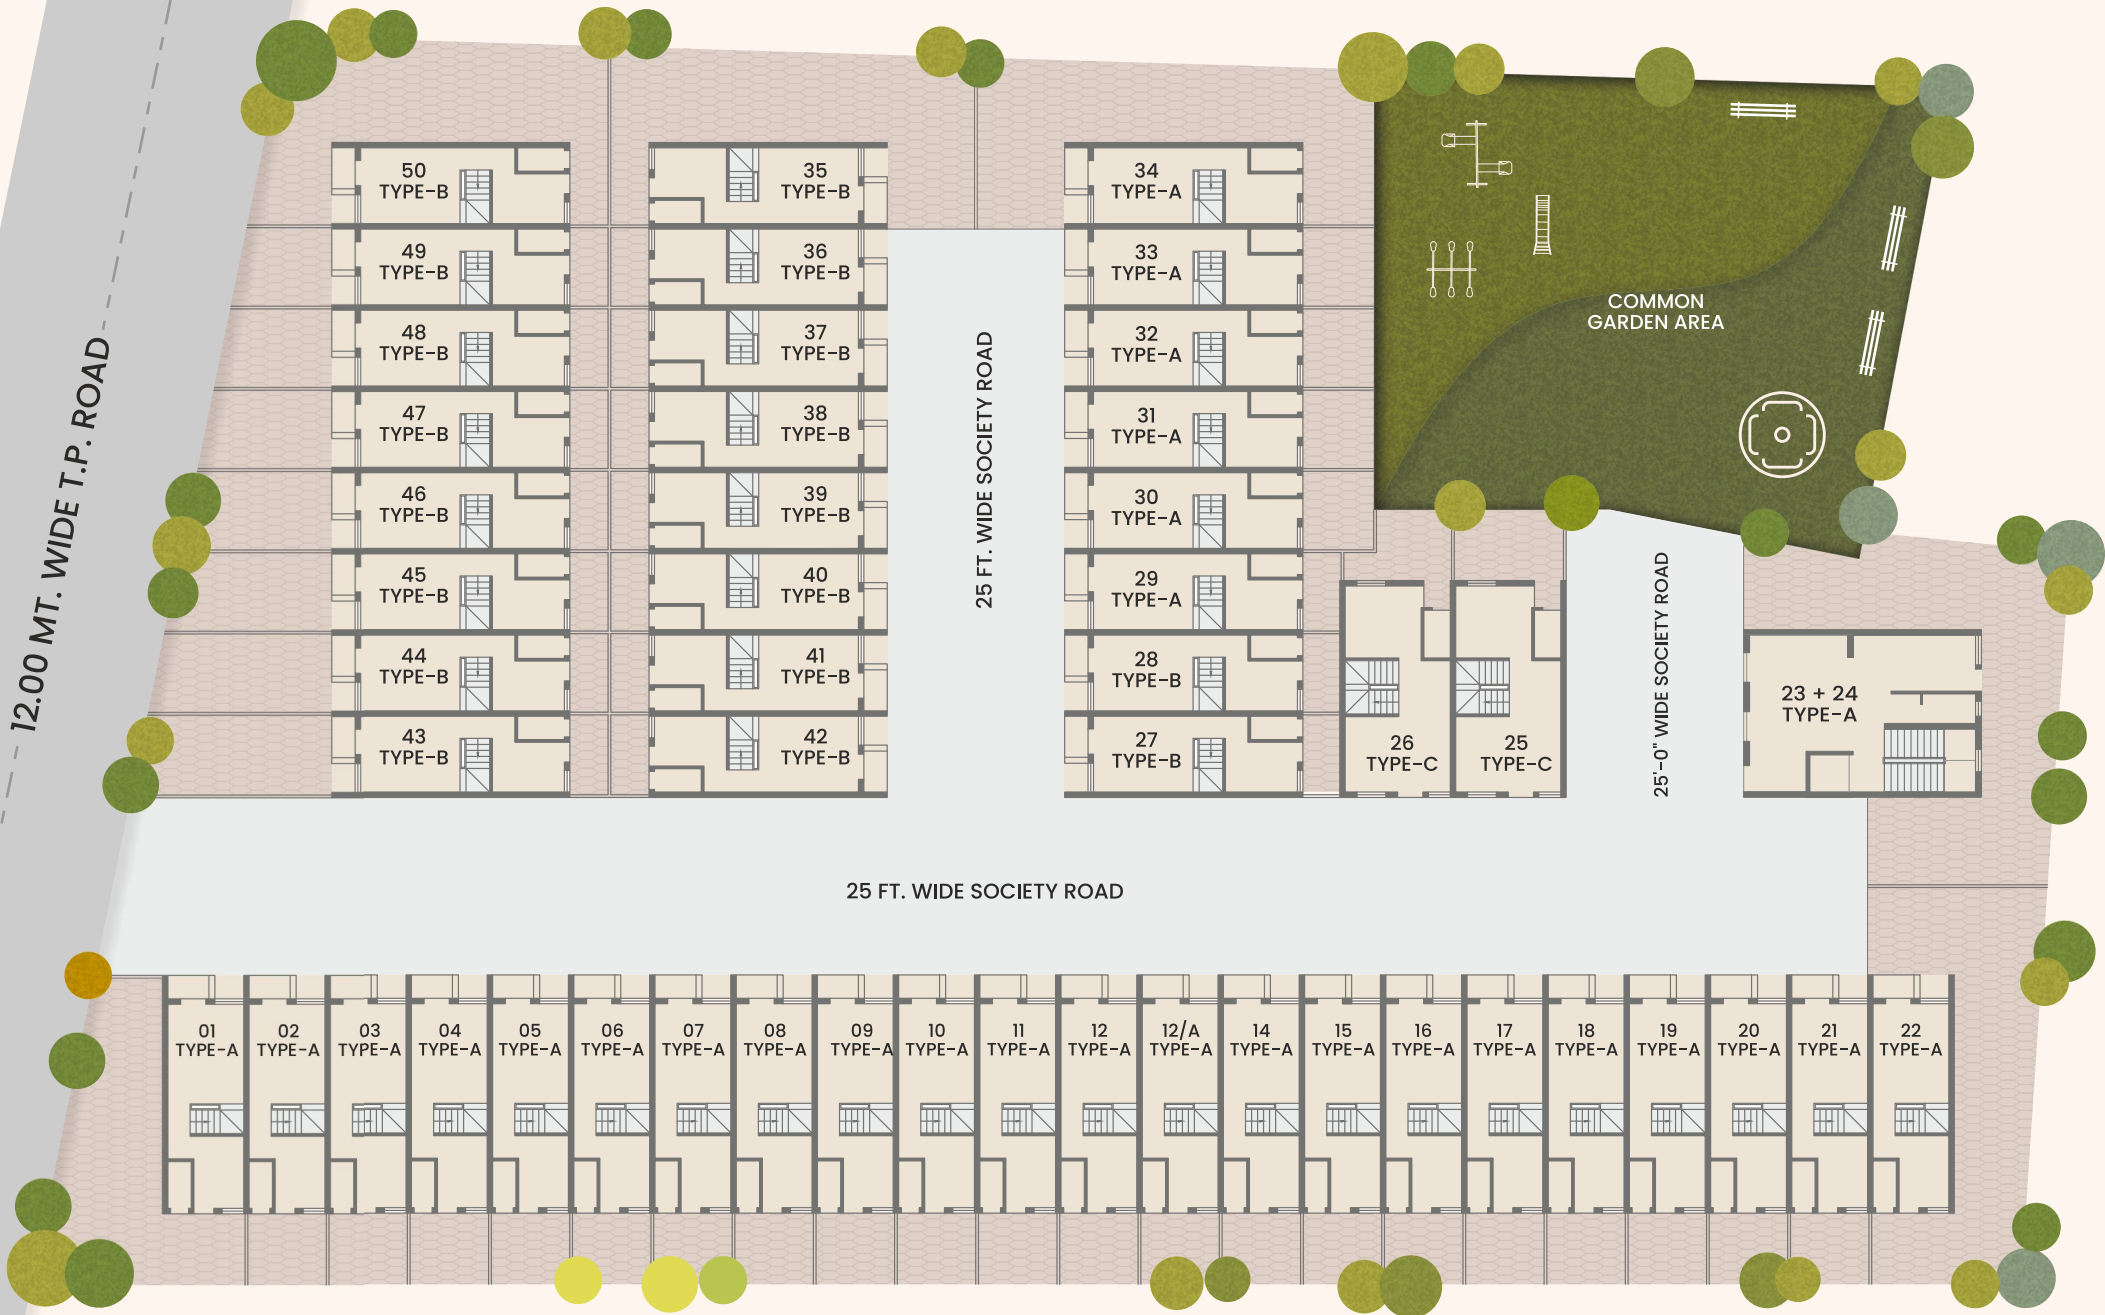 12.00 MT. WIDE T.P. ROAD
50
TYPE-B
49
TYPE-B
48
TYPE-B
47
TYPE-B
46
TYPE-B
45
TYPE-B
44
TYPE-B
43
TYPE-B
35
TYPE-B
36
TYPE-B
37
TYPE-B
38
TYPE-B
39
TYPE-B
40
TYPE-B
41
TYPE-B
42
TYPE-B
25 FT. WIDE SOCIETY ROAD
34
TYPE-A
33
TYPE-A
32
TYPE-A
31
TYPE-A
30
TYPE-A
29
TYPE-A
28
TYPE-B
27
TYPE-B
COMMON
GARDEN AREA
26
TYPE-C
25
TYPE-C
25'-0" WIDE SOCIETY ROAD
23 + 24
TYPE-A
25 FT. WIDE SOCIETY ROAD
01
TYPE-A
02
TYPE-A
03
TYPE-A
04
TYPE-A
05
TYPE-A
06
TYPE-A
07
TYPE-A
08
TYPE-A
09
TYPE-A
10
TYPE-A
11
TYPE-A
12
TYPE-A
12/A
TYPE-A
14
TYPE-A
15
TYPE-A
16
TYPE-A
17
TYPE-A
18
TYPE-A
19
TYPE-A
20
TYPE-A
21
TYPE-A
22
TYPE-A